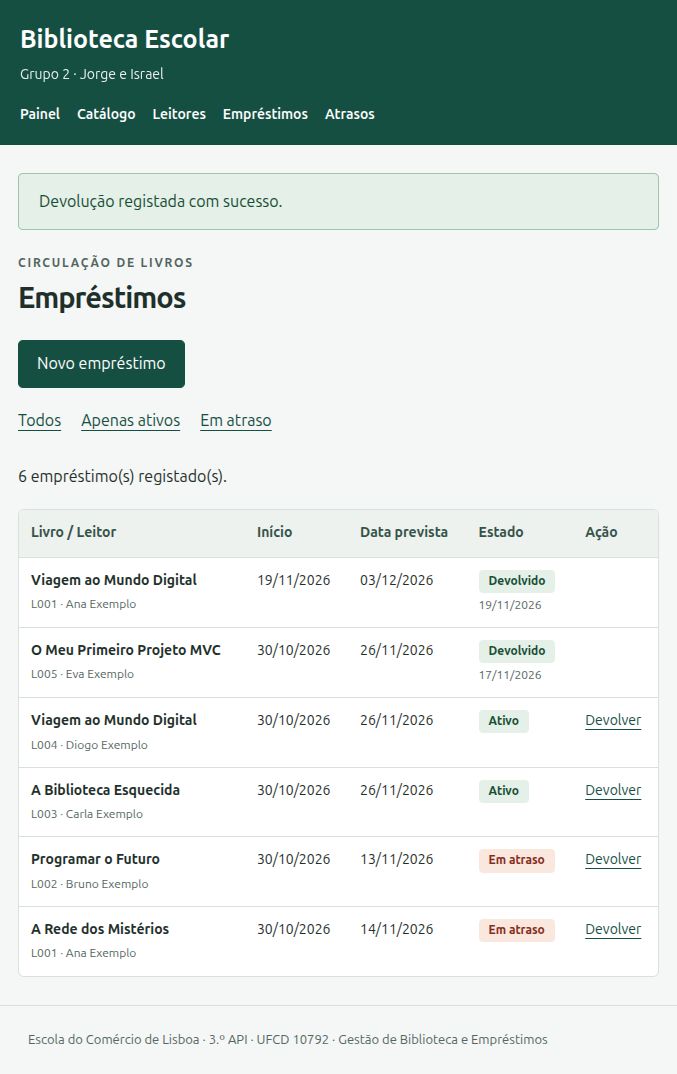 Biblioteca Escolar
Grupo 2 · Jorge e Israel
Painel Catálogo Leitores Empréstimos Atrasos
Devolução registada com sucesso.
CIRCULAÇÃO DE LIVROS
Empréstimos
Novo empréstimo
Todos Apenas ativos Em atraso
6 empréstimo(s) registado(s).
Livro / Leitor Início Data prevista Estado Ação
Viagem ao Mundo Digital 19/11/2026 03/12/2026 Devolvido
L001 · Ana Exemplo 19/11/2026
O Meu Primeiro Projeto MVC 30/10/2026 26/11/2026 Devolvido
L005 · Eva Exemplo 17/11/2026
Viagem ao Mundo Digital 30/10/2026 26/11/2026 Ativo Devolver
L004 · Diogo Exemplo
A Biblioteca Esquecida 30/10/2026 26/11/2026 Ativo Devolver
L003 · Carla Exemplo
Programar o Futuro 30/10/2026 13/11/2026 Em atraso Devolver
L002 · Bruno Exemplo
A Rede dos Mistérios 30/10/2026 14/11/2026 Em atraso Devolver
L001 · Ana Exemplo
Escola do Comércio de Lisboa · 3.º API · UFCD 10792 · Gestão de Biblioteca e Empréstimos